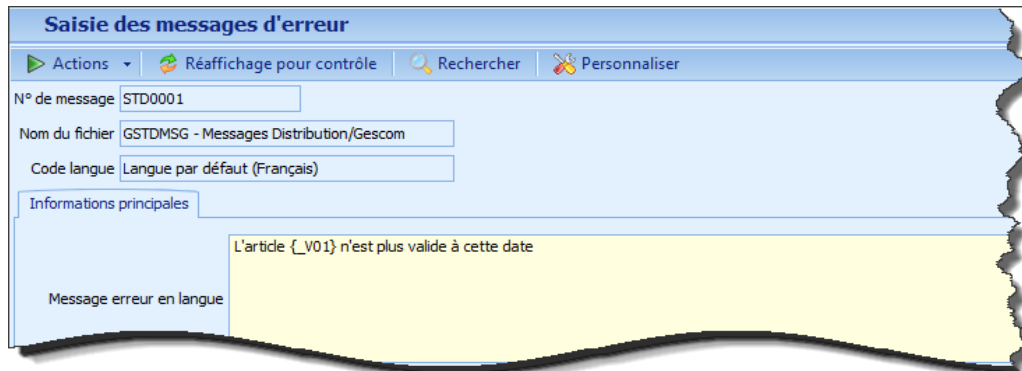 Saisie des messages d'erreur
Actions Réaffichage pour contrôle Rechercher Personnaliser
N° de message STD0001
Nom du fichier GSTDMSG - Messages Distribution/Gescom
Code langue Langue par défaut (Français)
Informations principales
L'article {_V01} n'est plus valide à cette date
Message erreur en langue